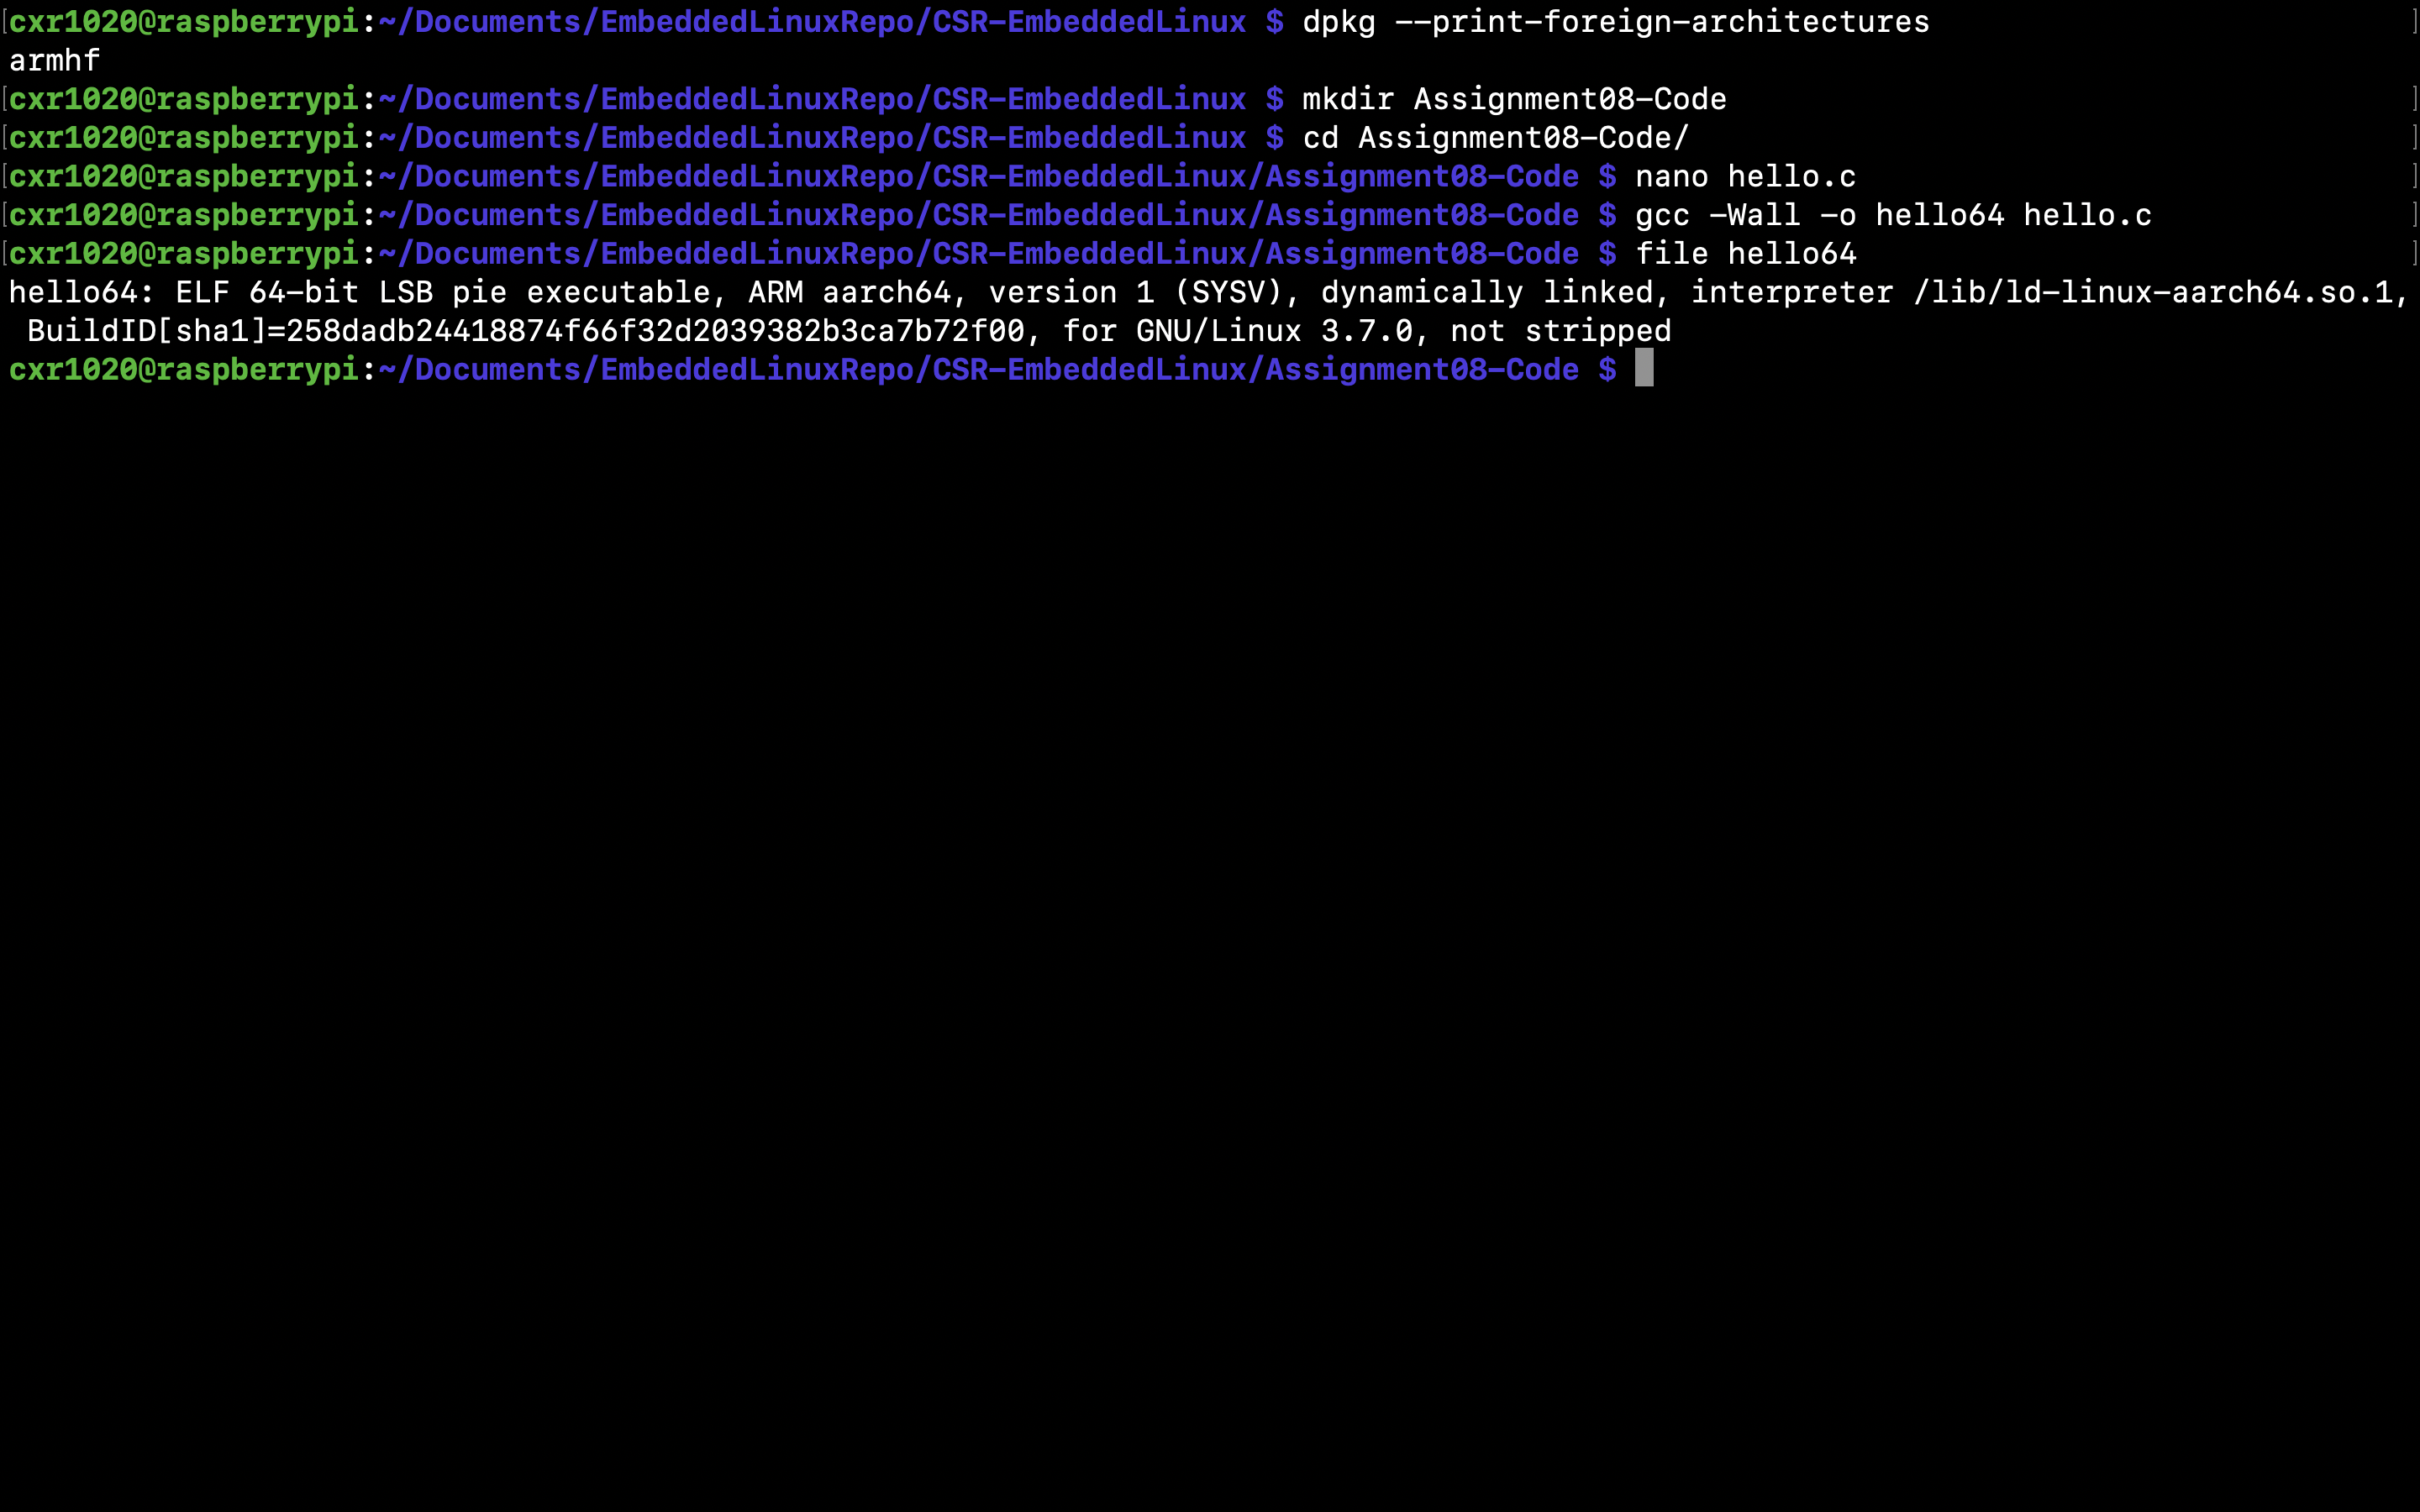 [cxr1020@raspberrypi:~/Documents/EmbeddedLinuxRepo/CSR-EmbeddedLinux $ dpkg --print-foreign-architectures ]
armhf
[cxr1020@raspberrypi:~/Documents/EmbeddedLinuxRepo/CSR-EmbeddedLinux $ mkdir Assignment08-Code ]
[cxr1020@raspberrypi:~/Documents/EmbeddedLinuxRepo/CSR-EmbeddedLinux $ cd Assignment08-Code/ ]
[cxr1020@raspberrypi:~/Documents/EmbeddedLinuxRepo/CSR-EmbeddedLinux/Assignment08-Code $ nano hello.c ]
[cxr1020@raspberrypi:~/Documents/EmbeddedLinuxRepo/CSR-EmbeddedLinux/Assignment08-Code $ gcc -Wall -o hello64 hello.c ]
[cxr1020@raspberrypi:~/Documents/EmbeddedLinuxRepo/CSR-EmbeddedLinux/Assignment08-Code $ file hello64 ]
hello64: ELF 64-bit LSB pie executable, ARM aarch64, version 1 (SYSV), dynamically linked, interpreter /lib/ld-linux-aarch64.so.1,
 BuildID[sha1]=258dadb24418874f66f32d2039382b3ca7b72f00, for GNU/Linux 3.7.0, not stripped
cxr1020@raspberrypi:~/Documents/EmbeddedLinuxRepo/CSR-EmbeddedLinux/Assignment08-Code $